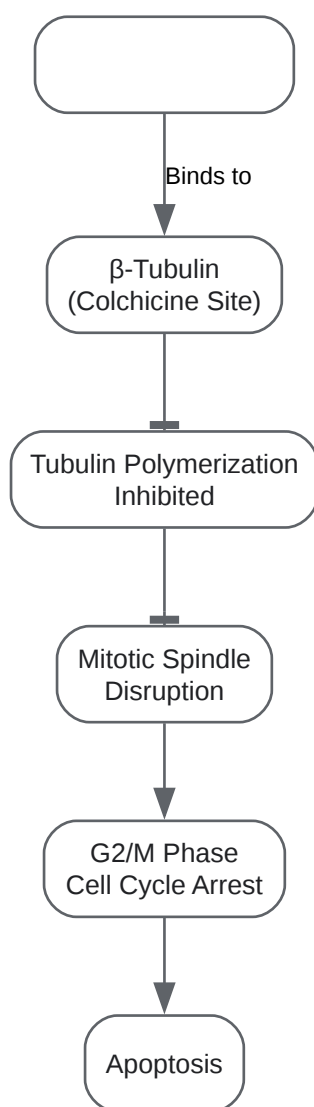 Binds to
β-Tubulin
(Colchicine Site)
Tubulin Polymerization
Inhibited
Mitotic Spindle
Disruption
G2/M Phase
Cell Cycle Arrest
Apoptosis